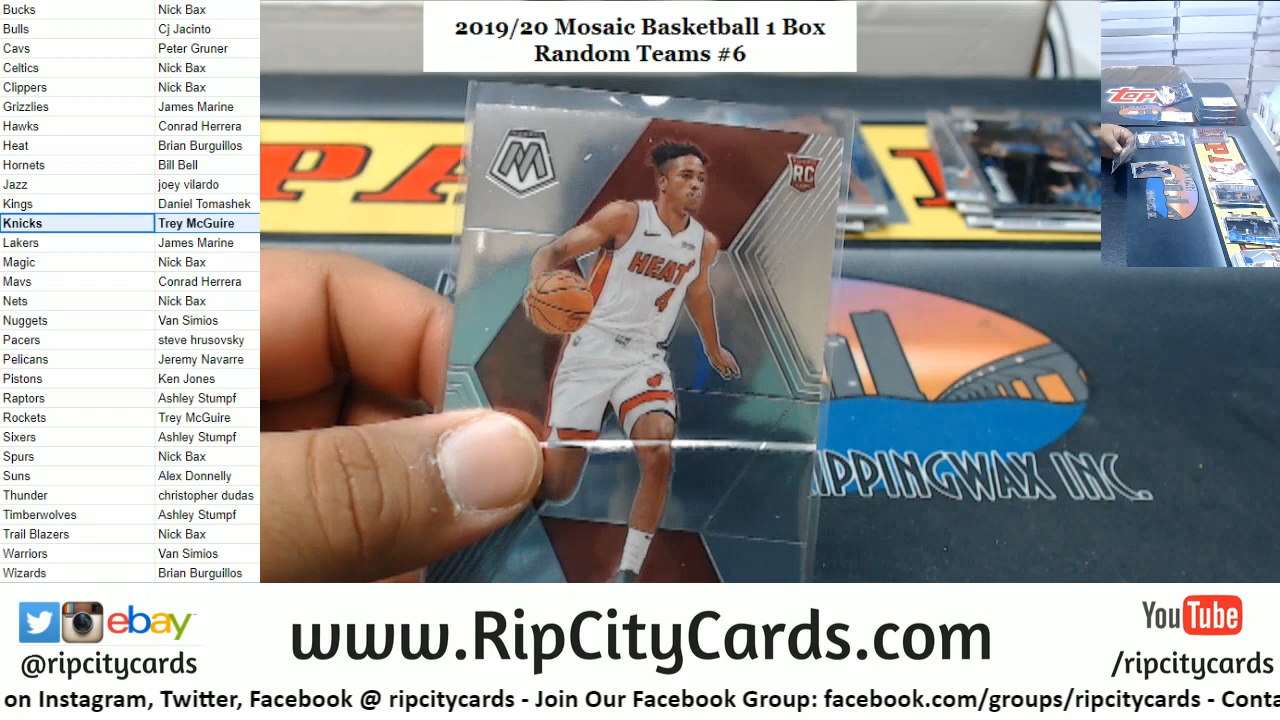 Bucks Nick Bax
Bulls Cj Jacinto
Cavs Peter Gruner
Celtics Nick Bax
Clippers Nick Bax
Grizzlies James Marine
Hawks Conrad Herrera
Heat Brian Burguillos
Hornets Bill Bell
Jazz joey vilardo
Kings Daniel Tomashek
Knicks Trey McGuire
Lakers James Marine
Magic Nick Bax
Mavs Conrad Herrera
Nets Nick Bax
Nuggets Van Simios
Pacers steve hrusovsky
Pelicans Jeremy Navarre
Pistons Ken Jones
Raptors Ashley Stumpf
Rockets Trey McGuire
Sixers Ashley Stumpf
Spurs Nick Bax
Suns Alex Donnelly
Thunder christopher dudas
Timberwolves Ashley Stumpf
Trail Blazers Nick Bax
Warriors Van Simios
Wizards Brian Burguillos
2019/20 Mosaic Basketball 1 Box
Random Teams #6
M
RC
HEAT
4
IPPINGWAX INC.
TOPP
ebay
@ripcitycards
www.RipCityCards.com
YouTube
/ripcitycards
on Instagram, Twitter, Facebook @ ripcitycards - Join Our Facebook Group: facebook.com/groups/ripcitycards - Conta